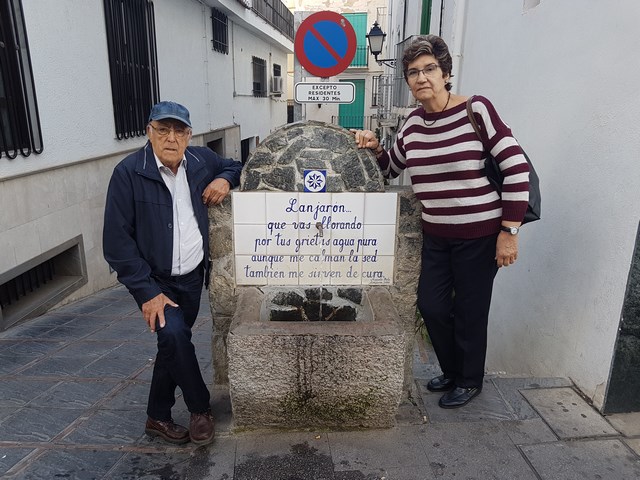 EXCEPTO
RESIDENTES
MAX 30 MIN
Lanjarón...
que vas llorando
por tus grietas agua pura
aunque me calman la sed
tambien me sirven de cura